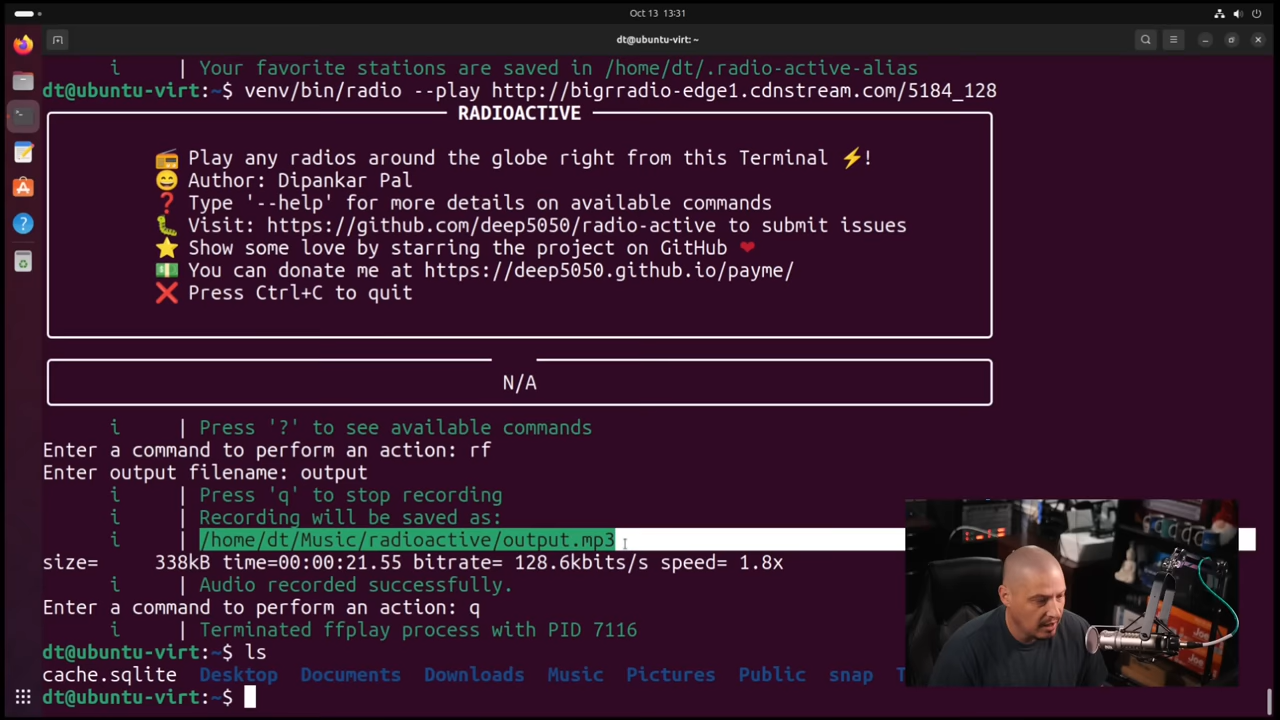 Oct 13 13:31
dt@ubuntu-virt: ~
i | Your favorite stations are saved in /home/dt/.radio-active-alias
dt@ubuntu-virt:~$ venv/bin/radio --play http://bigrradio-edge1.cdnstream.com/5184_128
RADIOACTIVE
📻 Play any radios around the globe right from this Terminal ⚡!
😄 Author: Dipankar Pal
❓ Type '--help' for more details on available commands
🐛 Visit: https://github.com/deep5050/radio-active to submit issues
⭐ Show some love by starring the project on GitHub ❤
💵 You can donate me at https://deep5050.github.io/payme/
❌ Press Ctrl+C to quit
N/A
i | Press '?' to see available commands
Enter a command to perform an action: rf
Enter output filename: output
i | Press 'q' to stop recording
i | Recording will be saved as:
i | /home/dt/Music/radioactive/output.mp3
size= 338kB time=00:00:21.55 bitrate= 128.6kbits/s speed= 1.8x
i | Audio recorded successfully.
Enter a command to perform an action: q
i | Terminated ffplay process with PID 7116
dt@ubuntu-virt:~$ ls
cache.sqlite Desktop Documents Downloads Music Pictures Public snap
dt@ubuntu-virt:~$